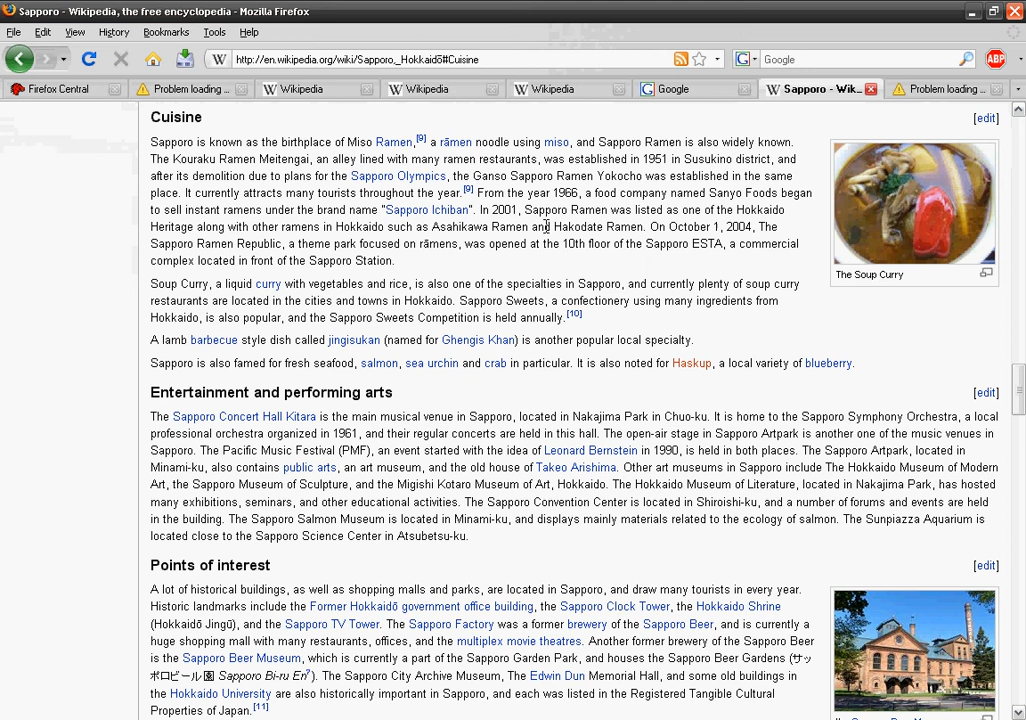 Sapporo - Wikipedia, the free encyclopedia - Mozilla Firefox
File Edit View History Bookmarks Tools Help
http://en.wikipedia.org/wiki/Sapporo,_Hokkaidō#Cuisine Google ABP
Firefox Central Problem loading ... Wikipedia Wikipedia Wikipedia Google Sapporo - Wik... Problem loading ...
Cuisine [edit]
Sapporo is known as the birthplace of Miso Ramen,[9] a rāmen noodle using miso, and Sapporo Ramen is also widely known.
The Kouraku Ramen Meitengai, an alley lined with many ramen restaurants, was established in 1951 in Susukino district, and
after its demolition due to plans for the Sapporo Olympics, the Ganso Sapporo Ramen Yokocho was established in the same
place. It currently attracts many tourists throughout the year.[9] From the year 1966, a food company named Sanyo Foods began
to sell instant ramens under the brand name "Sapporo Ichiban". In 2001, Sapporo Ramen was listed as one of the Hokkaido
Heritage along with other ramens in Hokkaido such as Asahikawa Ramen and Hakodate Ramen. On October 1, 2004, The
Sapporo Ramen Republic, a theme park focused on rāmens, was opened at the 10th floor of the Sapporo ESTA, a commercial
complex located in front of the Sapporo Station.
The Soup Curry
Soup Curry, a liquid curry with vegetables and rice, is also one of the specialties in Sapporo, and currently plenty of soup curry
restaurants are located in the cities and towns in Hokkaido. Sapporo Sweets, a confectionery using many ingredients from
Hokkaido, is also popular, and the Sapporo Sweets Competition is held annually.[10]
A lamb barbecue style dish called jingisukan (named for Ghengis Khan) is another popular local specialty.
Sapporo is also famed for fresh seafood, salmon, sea urchin and crab in particular. It is also noted for Haskup, a local variety of blueberry.
Entertainment and performing arts [edit]
The Sapporo Concert Hall Kitara is the main musical venue in Sapporo, located in Nakajima Park in Chuo-ku. It is home to the Sapporo Symphony Orchestra, a local
professional orchestra organized in 1961, and their regular concerts are held in this hall. The open-air stage in Sapporo Artpark is another one of the music venues in
Sapporo. The Pacific Music Festival (PMF), an event started with the idea of Leonard Bernstein in 1990, is held in both places. The Sapporo Artpark, located in
Minami-ku, also contains public arts, an art museum, and the old house of Takeo Arishima. Other art museums in Sapporo include The Hokkaido Museum of Modern
Art, the Sapporo Museum of Sculpture, and the Migishi Kotaro Museum of Art, Hokkaido. The Hokkaido Museum of Literature, located in Nakajima Park, has hosted
many exhibitions, seminars, and other educational activities. The Sapporo Convention Center is located in Shiroishi-ku, and a number of forums and events are held
in the building. The Sapporo Salmon Museum is located in Minami-ku, and displays mainly materials related to the ecology of salmon. The Sunpiazza Aquarium is
located close to the Sapporo Science Center in Atsubetsu-ku.
Points of interest [edit]
A lot of historical buildings, as well as shopping malls and parks, are located in Sapporo, and draw many tourists in every year.
Historic landmarks include the Former Hokkaidō government office building, the Sapporo Clock Tower, the Hokkaido Shrine
(Hokkaidō Jingū), and the Sapporo TV Tower. The Sapporo Factory was a former brewery of the Sapporo Beer, and is currently a
huge shopping mall with many restaurants, offices, and the multiplex movie theatres. Another former brewery of the Sapporo Beer
is the Sapporo Beer Museum, which is currently a part of the Sapporo Garden Park, and houses the Sapporo Beer Gardens (サッ
ポロビール園 Sapporo Bi-ru En?). The Sapporo City Archive Museum, The Edwin Dun Memorial Hall, and some old buildings in
the Hokkaido University are also historically important in Sapporo, and each was listed in the Registered Tangible Cultural
Properties of Japan.[11]